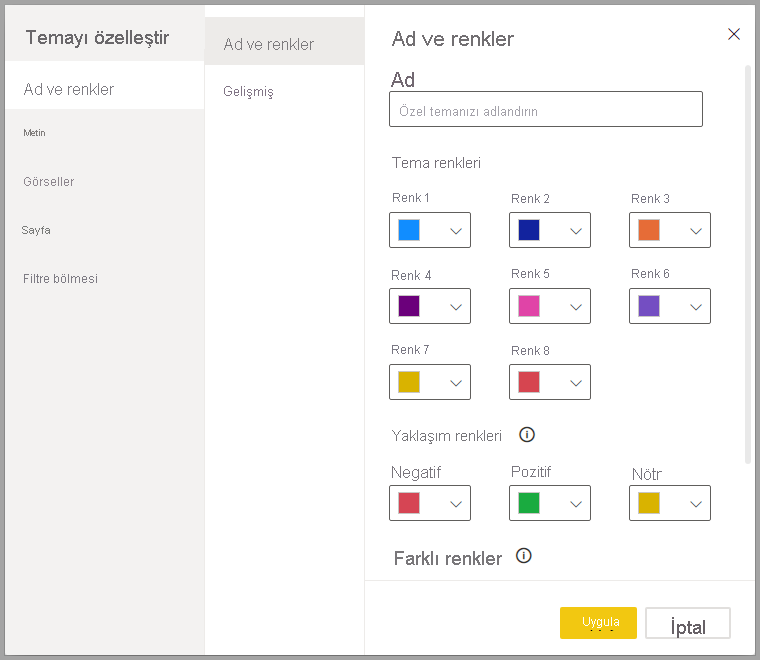 Temayı özelleştir
Ad ve renkler
Metin
Görseller
Sayfa
Filtre bölmesi
Ad ve renkler
Gelişmiş
Ad ve renkler
Ad
Özel temanızı adlandırın
Tema renkleri
Renk 1
Renk 2
Renk 3
Renk 4
Renk 5
Renk 6
Renk 7
Renk 8
Yaklaşım renkleri
Negatif
Pozitif
Nötr
Farklı renkler
Uygula
İptal